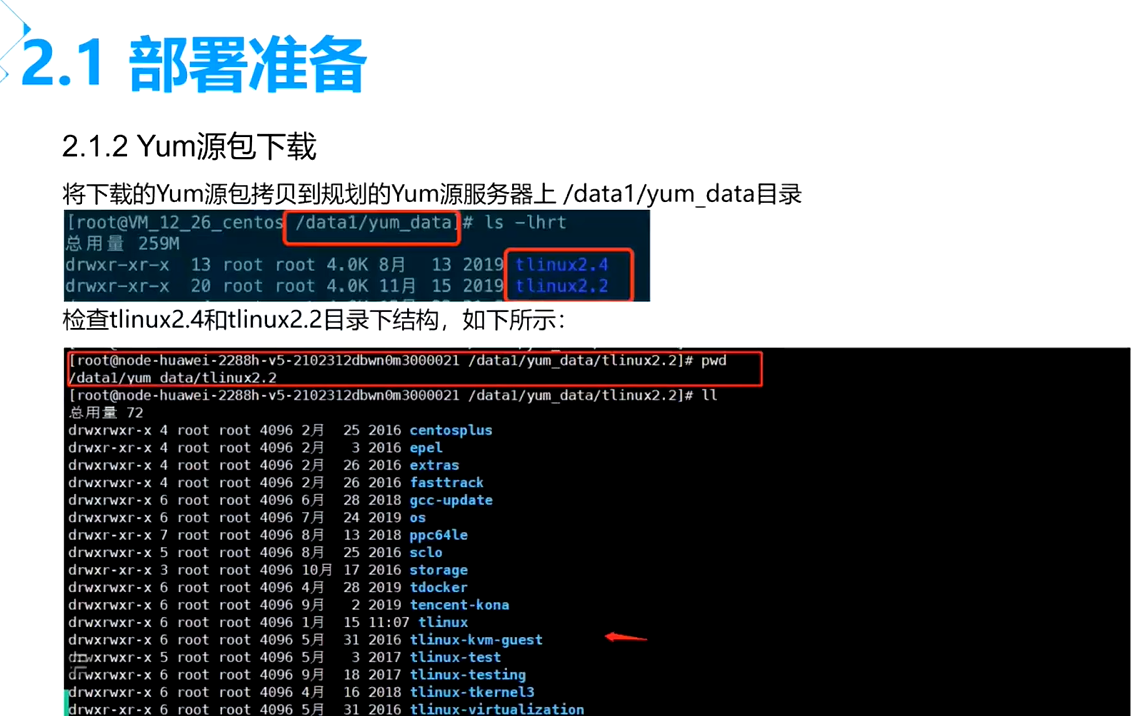 2.1 部署准备
2.1.2 Yum源包下载
将下载的Yum源包拷贝到规划的Yum源服务器上 /data1/yum_data目录
[root@VM_12_26_centos /data1/yum_data]# ls -lhrt
总用量 259M
drwxr-xr-x 13 root root 4.0K 8月 13 2019 tlinux2.4
drwxr-xr-x 20 root root 4.0K 11月 15 2019 tlinux2.2
检查tlinux2.4和tlinux2.2目录下结构，如下所示：
[root@node-huawei-2288h-v5-2102312dbwn0m3000021 /data1/yum_data/tlinux2.2]# pwd
/data1/yum_data/tlinux2.2
[root@node-huawei-2288h-v5-2102312dbwn0m3000021 /data1/yum_data/tlinux2.2]# ll
总用量 72
drwxrwxr-x 4 root root 4096 2月 25 2016 centosplus
drwxr-xr-x 4 root root 4096 2月 3 2016 epel
drwxrwxr-x 4 root root 4096 2月 26 2016 extras
drwxrwxr-x 4 root root 4096 2月 26 2016 fasttrack
drwxrwxr-x 6 root root 4096 6月 28 2018 gcc-update
drwxrwxr-x 6 root root 4096 7月 24 2019 os
drwxr-xr-x 7 root root 4096 8月 13 2018 ppc64le
drwxrwxr-x 5 root root 4096 8月 25 2016 sclo
drwxr-xr-x 3 root root 4096 10月 17 2016 storage
drwxrwxr-x 6 root root 4096 4月 28 2019 tdocker
drwxrwxr-x 6 root root 4096 9月 2 2019 tencent-kona
drwxrwxr-x 6 root root 4096 1月 15 11:07 tlinux
drwxrwxr-x 6 root root 4096 5月 31 2016 tlinux-kvm-guest
drwxrwxr-x 5 root root 4096 5月 3 2017 tlinux-test
drwxrwxr-x 6 root root 4096 9月 18 2017 tlinux-testing
drwxrwxr-x 6 root root 4096 4月 16 2018 tlinux-tkernel3
drwxr-xr-x 6 root root 4096 5月 31 2016 tlinux-virtualization